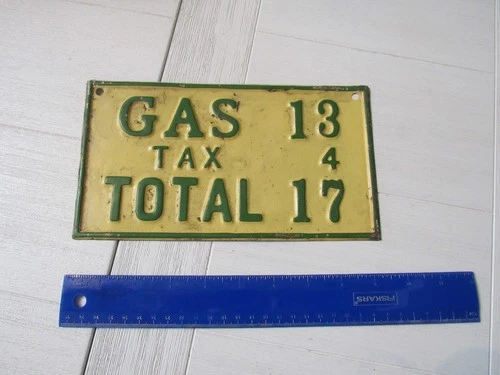 GAS 13
TAX 4
TOTAL 17
FISKARS